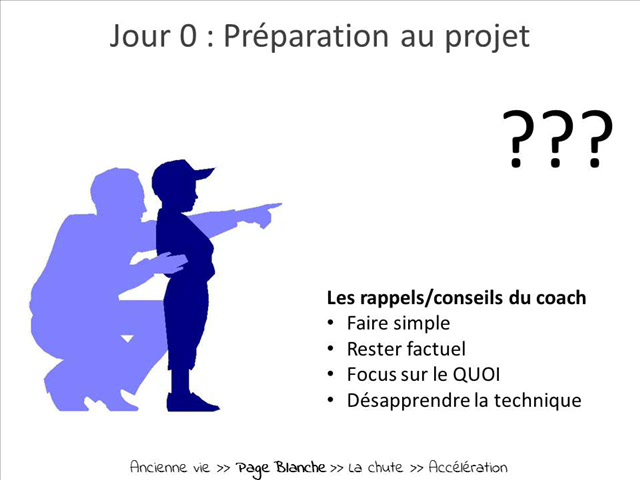 Jour 0 : Préparation au projet
???
Les rappels/conseils du coach
• Faire simple
• Rester factuel
• Focus sur le QUOI
• Désapprendre la technique
Ancienne vie >> Page Blanche >> La chute >> Accélération